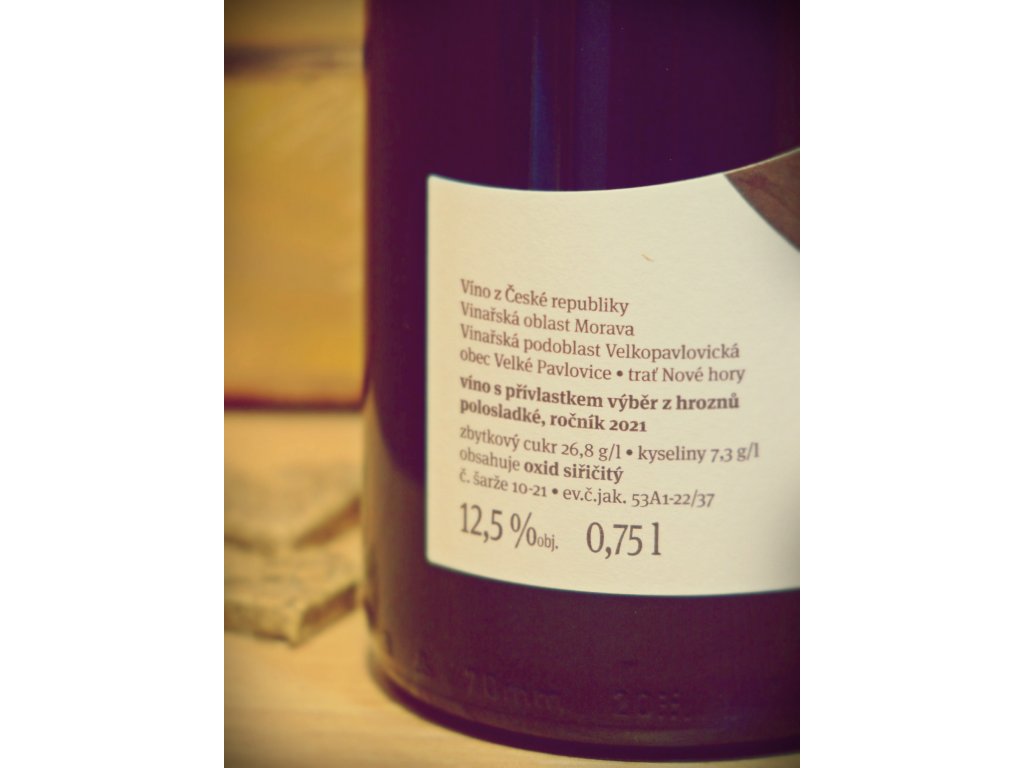 Víno z České republiky
Vinařská oblast Morava
Vinařská podoblast Velkopavlovická
obec Velké Pavlovice • trať Nové hory
víno s přívlastkem výběr z hroznů
polosladké, ročník 2021
zbytkový cukr 26,8 g/l • kyseliny 7,3 g/l
obsahuje oxid siřičitý
č. šarže 10-21 • ev.č.jak. 53A1-22/37
12,5 %obj. 0,75 l
70 mm